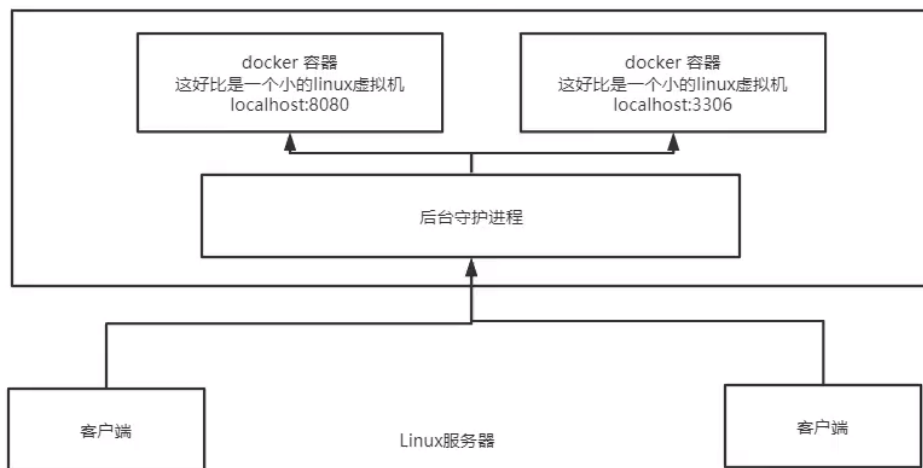 docker 容器
这好比是一个小的linux虚拟机
localhost:8080
docker 容器
这好比是一个小的linux虚拟机
localhost:3306
后台守护进程
客户端
Linux服务器
客户端